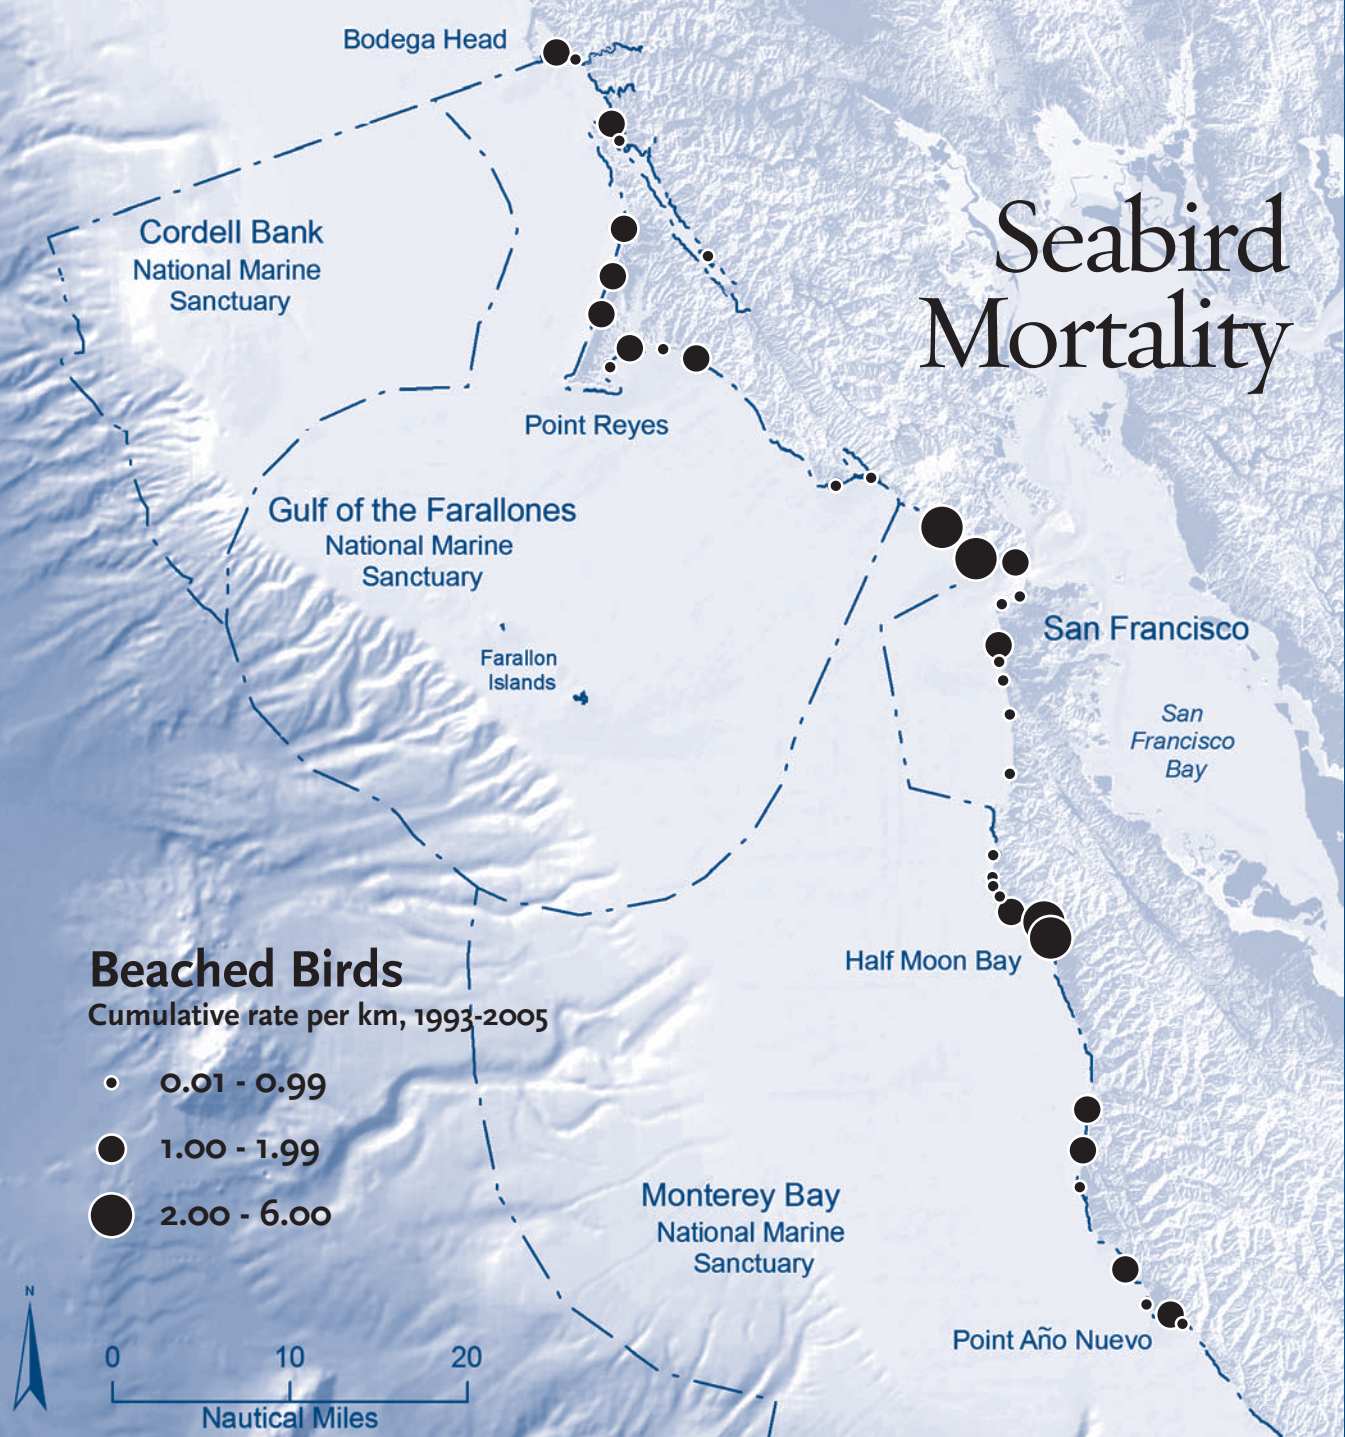 Bodega Head
Seabird
Mortality
Cordell Bank
National Marine
Sanctuary
Point Reyes
Gulf of the Farallones
National Marine
Sanctuary
San Francisco
Farallon
Islands
San
Francisco
Bay
Half Moon Bay
Beached Birds
Cumulative rate per km, 1993-2005
0.01 - 0.99
1.00 - 1.99
2.00 - 6.00
Monterey Bay
National Marine
Sanctuary
Point Año Nuevo
N
0 10 20
Nautical Miles